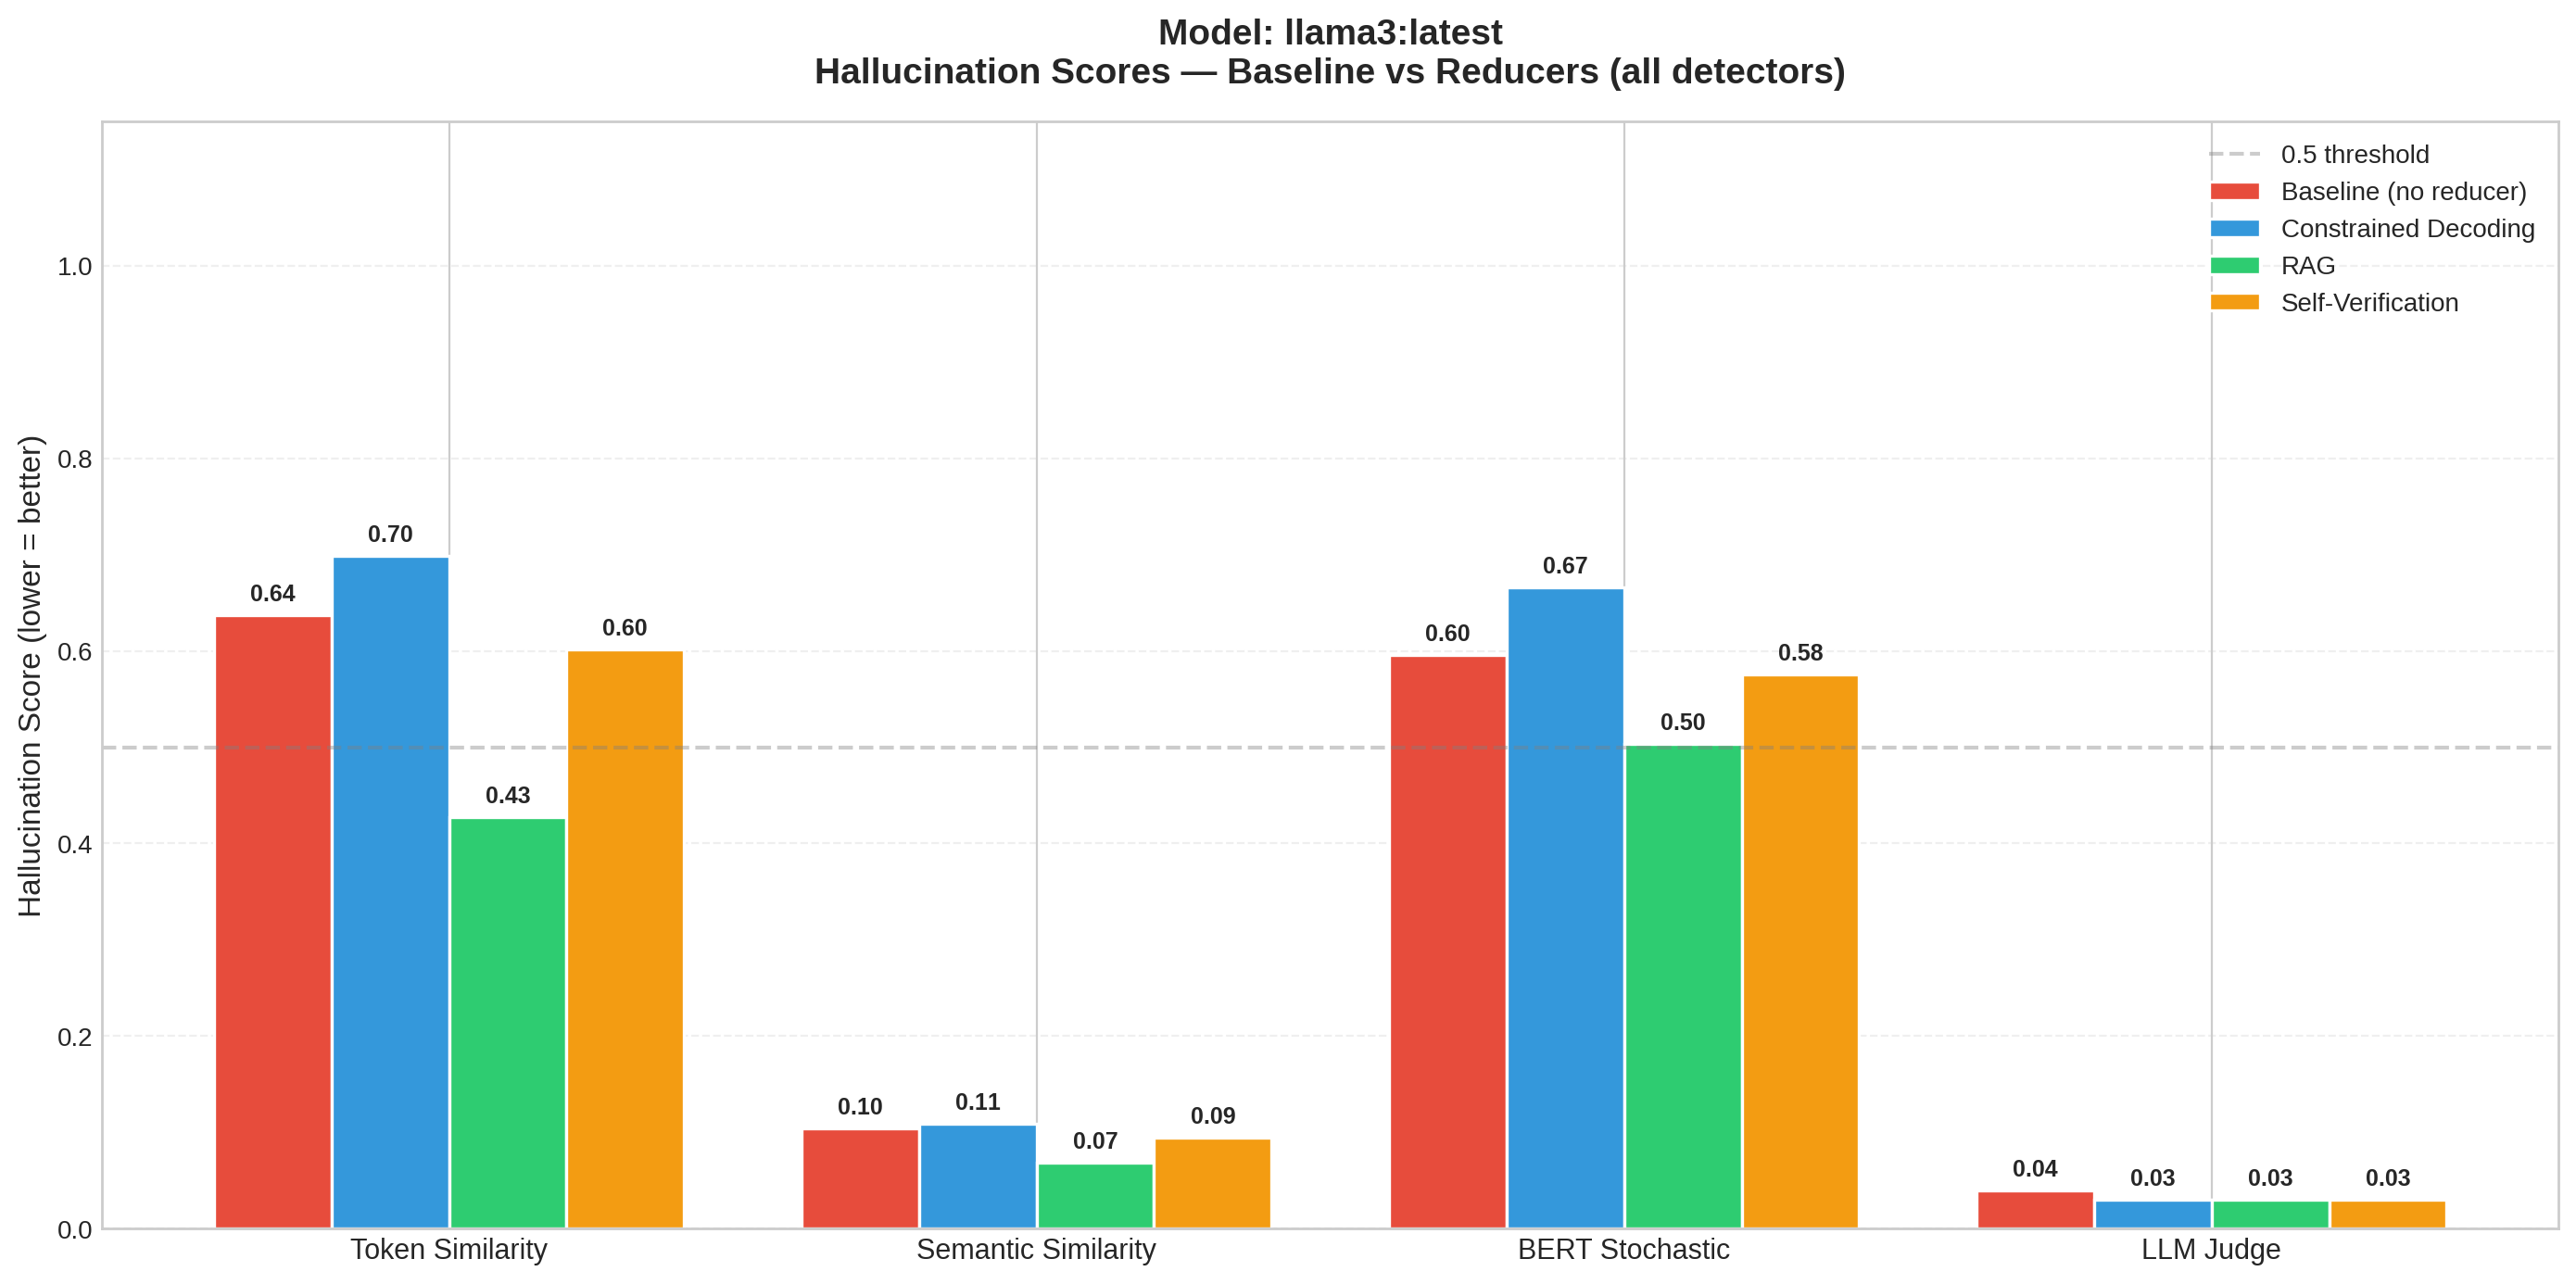 Model: llama3:latest
Hallucination Scores — Baseline vs Reducers (all detectors)
Hallucination Score (lower = better)
1.0
0.8
0.6
0.4
0.2
0.0
0.5 threshold
Baseline (no reducer)
Constrained Decoding
RAG
Self-Verification
0.64
0.70
0.43
0.60
0.10
0.11
0.07
0.09
0.60
0.67
0.50
0.58
0.04
0.03
0.03
0.03
Token Similarity
Semantic Similarity
BERT Stochastic
LLM Judge